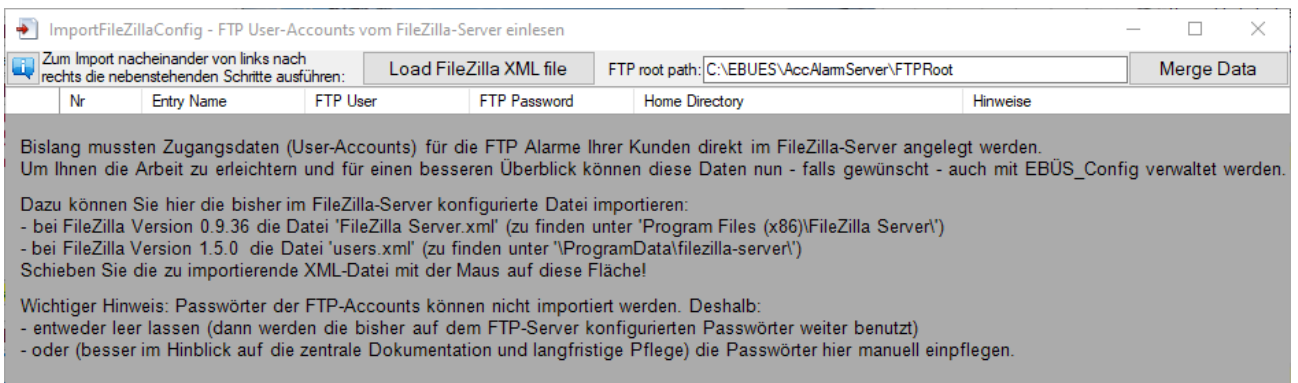 ImportFileZillaConfig - FTP User-Accounts vom FileZilla-Server einlesen
Zum Import nacheinander von links nach
rechts die nebenstehenden Schritte ausführen:
Load FileZilla XML file
FTP root path: C:\EBUES\AccAlarmServer\FTPRoot
Merge Data
Nr Entry Name FTP User FTP Password Home Directory Hinweise
Bislang mussten Zugangsdaten (User-Accounts) für die FTP Alarme Ihrer Kunden direkt im FileZilla-Server angelegt werden.
Um Ihnen die Arbeit zu erleichtern und für einen besseren Überblick können diese Daten nun - falls gewünscht - auch mit EBÜS_Config verwaltet werden.
Dazu können Sie hier die bisher im FileZilla-Server konfigurierte Datei importieren:
- bei FileZilla Version 0.9.36 die Datei 'FileZilla Server.xml' (zu finden unter 'Program Files (x86)\FileZilla Server\')
- bei FileZilla Version 1.5.0 die Datei 'users.xml' (zu finden unter '\ProgramData\filezilla-server\')
Schieben Sie die zu importierende XML-Datei mit der Maus auf diese Fläche!
Wichtiger Hinweis: Passwörter der FTP-Accounts können nicht importiert werden. Deshalb:
- entweder leer lassen (dann werden die bisher auf dem FTP-Server konfigurierten Passwörter weiter benutzt)
- oder (besser im Hinblick auf die zentrale Dokumentation und langfristige Pflege) die Passwörter hier manuell einpflegen.